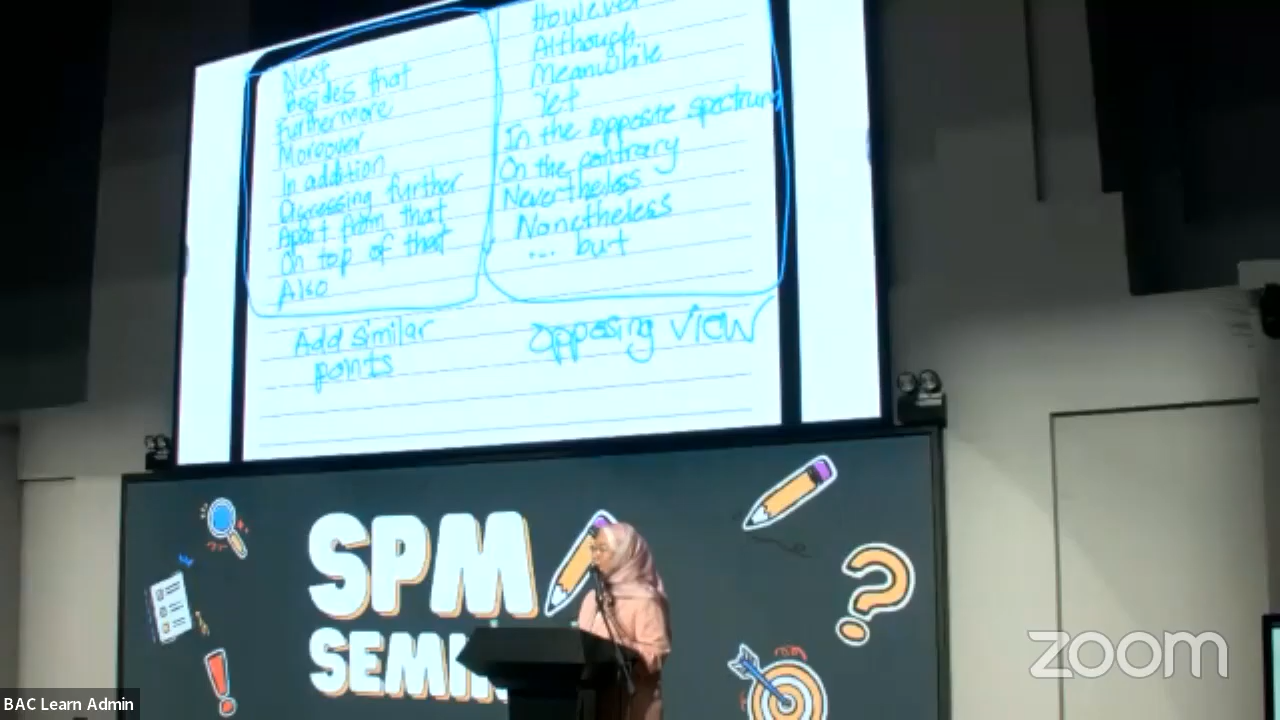 Next
besides that
Furthermore
Moreover
In addition
Digressing further
Apart from that
On top of that
Also
Add similar
points
However
Although
Meanwhile
Yet
In the opposite spectrum
On the contrary
Nevertheless
Nonetheless
... but
Opposing view
SPM
SEMIN
zoom
BAC Learn Admin